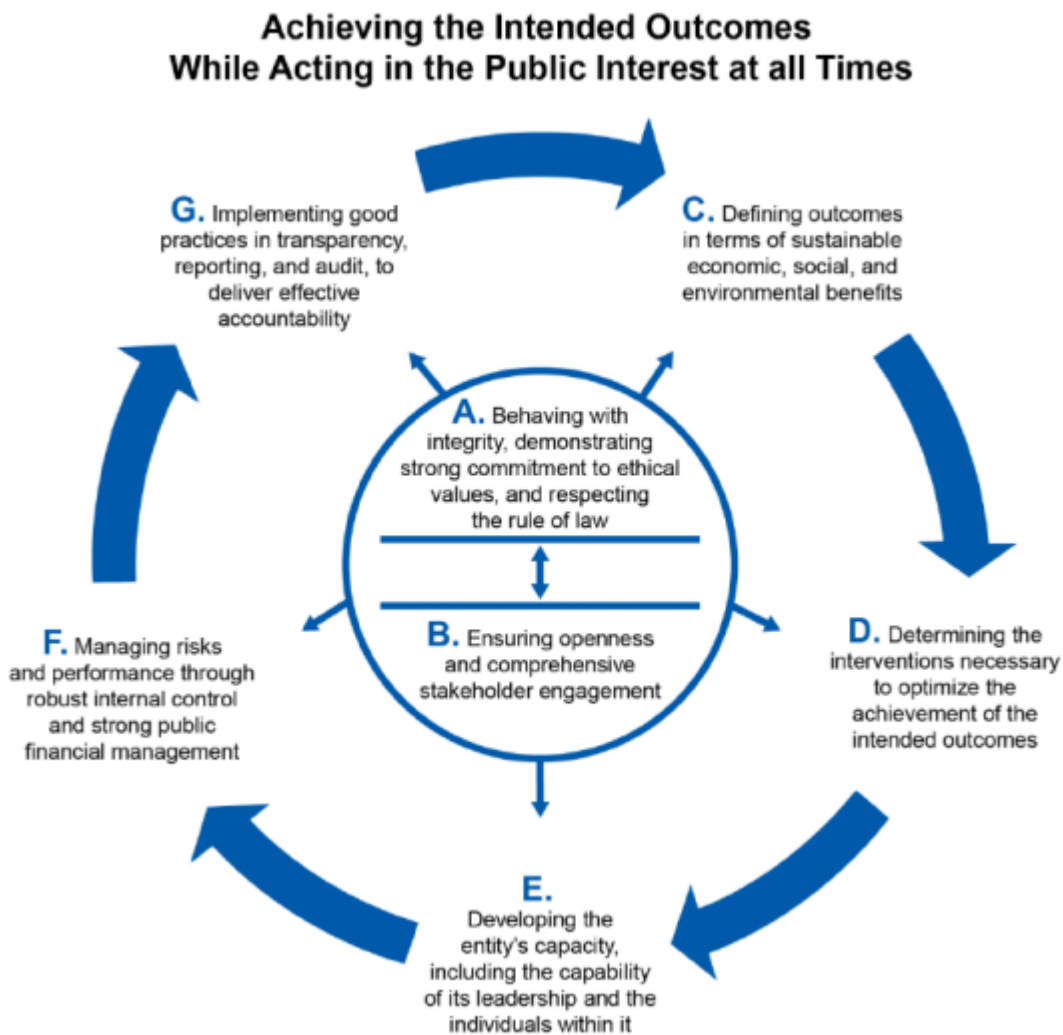 Achieving the Intended Outcomes
While Acting in the Public Interest at all Times
G. Implementing good
practices in transparency,
reporting, and audit, to
deliver effective
accountability
C. Defining outcomes
in terms of sustainable
economic, social, and
environmental benefits
A. Behaving with
integrity, demonstrating
strong commitment to ethical
values, and respecting
the rule of law
B. Ensuring openness
and comprehensive
stakeholder engagement
F. Managing risks
and performance through
robust internal control
and strong public
financial management
D. Determining the
interventions necessary
to optimize the
achievement of the
intended outcomes
E.
Developing the
entity's capacity,
including the capability
of its leadership and the
individuals within it